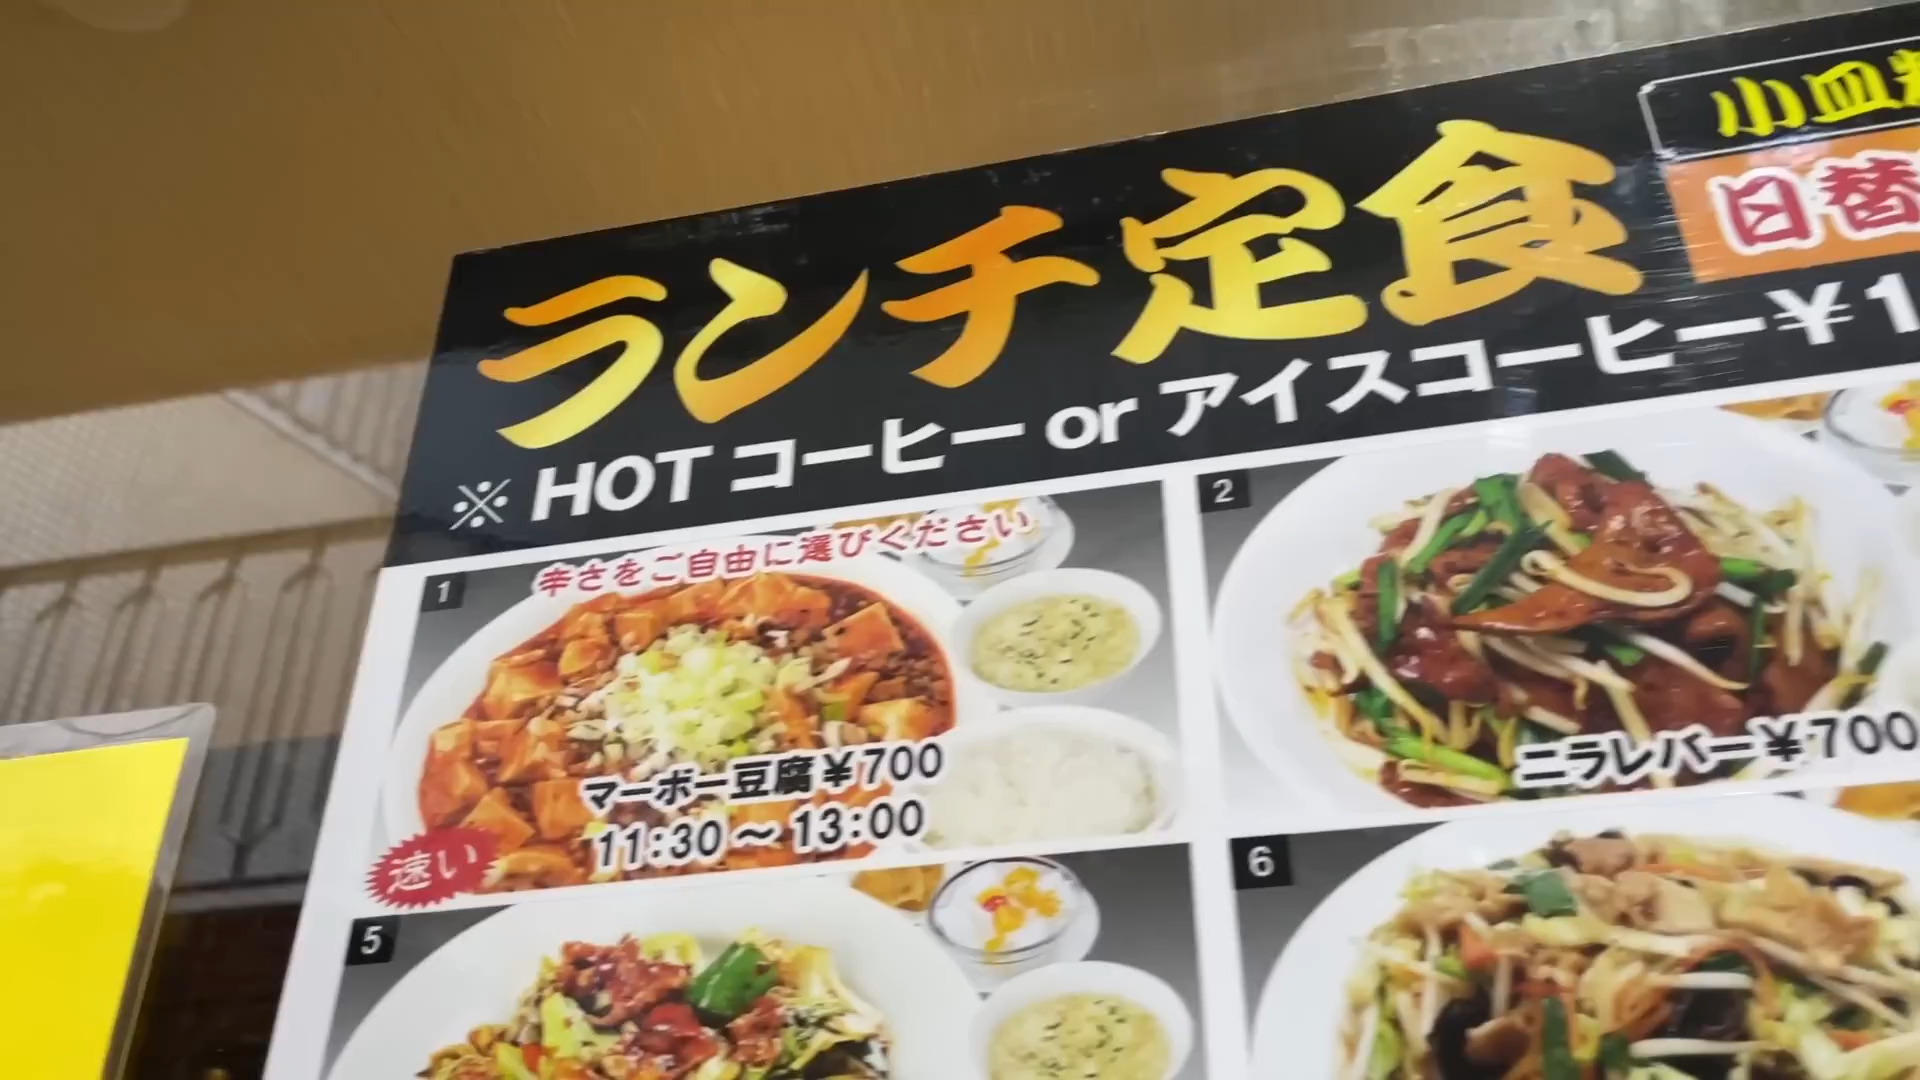 ランチ定食
小皿
日替
※ HOT コーヒー or アイスコーヒー ¥1
1
辛さをご自由に選びください
マーボー豆腐 ¥700
11:30～13:00
速い
2
ニラレバー ¥700
5
6